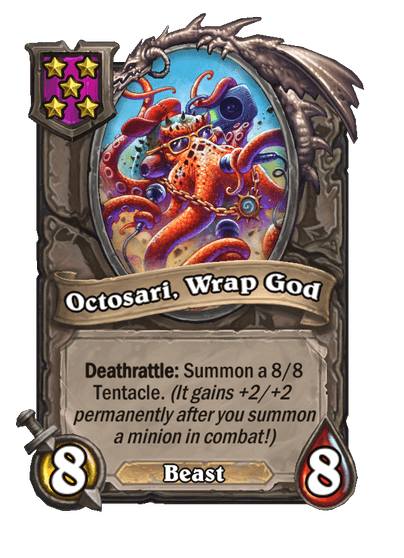 Octosari, Wrap God
Deathrattle: Summon a 8/8
Tentacle. (It gains +2/+2
permanently after you summon
a minion in combat!)
8
Beast
8